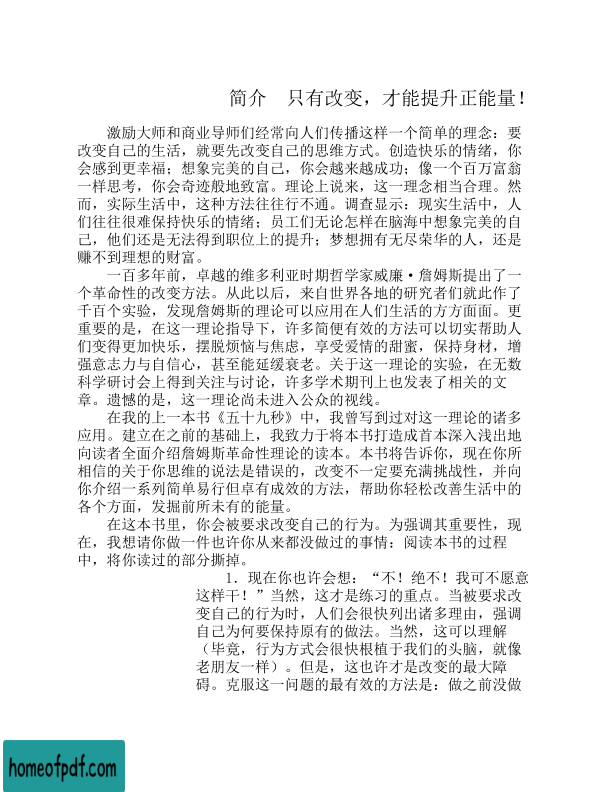 简介　只有改变，才能提升正能量！
激励大师和商业导师们经常向人们传播这样一个简单的理念：要
改变自己的生活，就要先改变自己的思维方式。创造快乐的情绪，你
会感到更幸福；想象完美的自己，你会越来越成功；像一个百万富翁
一样思考，你会奇迹般地致富。理论上说来，这一理念相当合理。然
而，实际生活中，这种方法往往行不通。调查显示：现实生活中，人
们往往很难保持快乐的情绪；员工们无论怎样在脑海中想象完美的自
己，他们还是无法得到职位上的提升；梦想拥有无尽荣华的人，还是
赚不到理想的财富。
一百多年前，卓越的维多利亚时期哲学家威廉·詹姆斯提出了一
个革命性的改变方法。从此以后，来自世界各地的研究者们就此作了
千百个实验，发现詹姆斯的理论可以应用在人们生活的方方面面。更
重要的是，在这一理论指导下，许多简便有效的方法可以切实帮助人
们变得更加快乐，摆脱烦恼与焦虑，享受爱情的甜蜜，保持身材，增
强意志力与自信心，甚至能延缓衰老。关于这一理论的实验，在无数
科学研讨会上得到关注与讨论，许多学术期刊上也发表了相关的文
章。遗憾的是，这一理论尚未进入公众的视线。
在我的上一本书《五十九秒》中，我曾写到过对这一理论的诸多
应用。建立在之前的基础上，我致力于将本书打造成首本深入浅出地
向读者全面介绍詹姆斯革命性理论的读本。本书将告诉你，现在你所
相信的关于你思维的说法是错误的，改变不一定要充满挑战性，并向
你介绍一系列简单易行但卓有成效的方法，帮助你轻松改善生活中的
各个方面，发掘前所未有的能量。
在这本书里，你会被要求改变自己的行为。为强调其重要性，现
在，我想请你做一件也许你从来都没做过的事情：阅读本书的过程
中，将你读过的部分撕掉。
1．现在你也许会想：“不！绝不！我可不愿意
这样干！”当然，这才是练习的重点。当被要求改
变自己的行为时，人们会很快列出诸多理由，强调
自己为何要保持原有的做法。当然，这可以理解
（毕竟，行为方式会很快根植于我们的头脑，就像
老朋友一样）。但是，这也许才是改变的最大障
碍。克服这一问题的最有效的方法是：做之前没做
homeofpdf.com